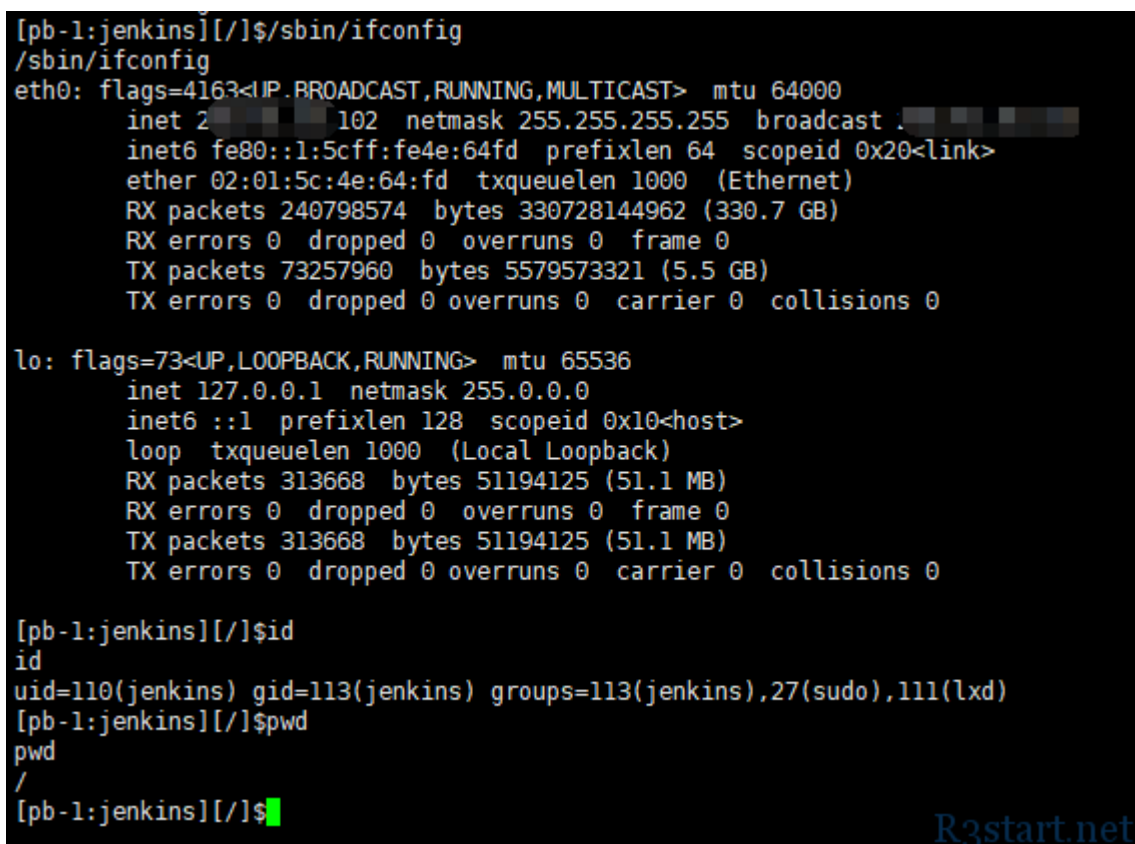 [pb-1:jenkins][/]$/sbin/ifconfig
/sbin/ifconfig
eth0: flags=4163<UP,BROADCAST,RUNNING,MULTICAST>  mtu 64000
        inet 2 102  netmask 255.255.255.255  broadcast
        inet6 fe80::1:5cff:fe4e:64fd  prefixlen 64  scopeid 0x20<link>
        ether 02:01:5c:4e:64:fd  txqueuelen 1000  (Ethernet)
        RX packets 240798574  bytes 330728144962 (330.7 GB)
        RX errors 0  dropped 0  overruns 0  frame 0
        TX packets 73257960  bytes 5579573321 (5.5 GB)
        TX errors 0  dropped 0 overruns 0  carrier 0  collisions 0
lo: flags=73<UP,LOOPBACK,RUNNING>  mtu 65536
        inet 127.0.0.1  netmask 255.0.0.0
        inet6 ::1  prefixlen 128  scopeid 0x10<host>
        loop  txqueuelen 1000  (Local Loopback)
        RX packets 313668  bytes 51194125 (51.1 MB)
        RX errors 0  dropped 0  overruns 0  frame 0
        TX packets 313668  bytes 51194125 (51.1 MB)
        TX errors 0  dropped 0 overruns 0  carrier 0  collisions 0
[pb-1:jenkins][/]$id
id
uid=110(jenkins) gid=113(jenkins) groups=113(jenkins),27(sudo),111(lxd)
[pb-1:jenkins][/]$pwd
pwd
/
[pb-1:jenkins][/]$
R3start.net